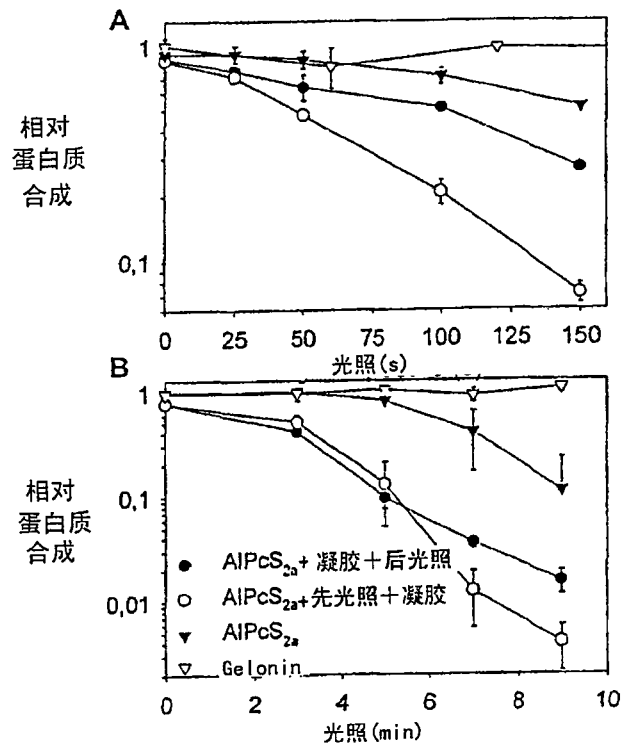 A
1
相对
蛋白质
合成
0,1
0 25 50 75 100 125 150
光照(s)
B
1
相对
蛋白质
合成
0,1
0,01
AlPcS2a+凝胶+后光照
AlPcS2a+先光照+凝胶
AlPcS2a
Gelonin
0 2 4 6 8 10
光照(min)